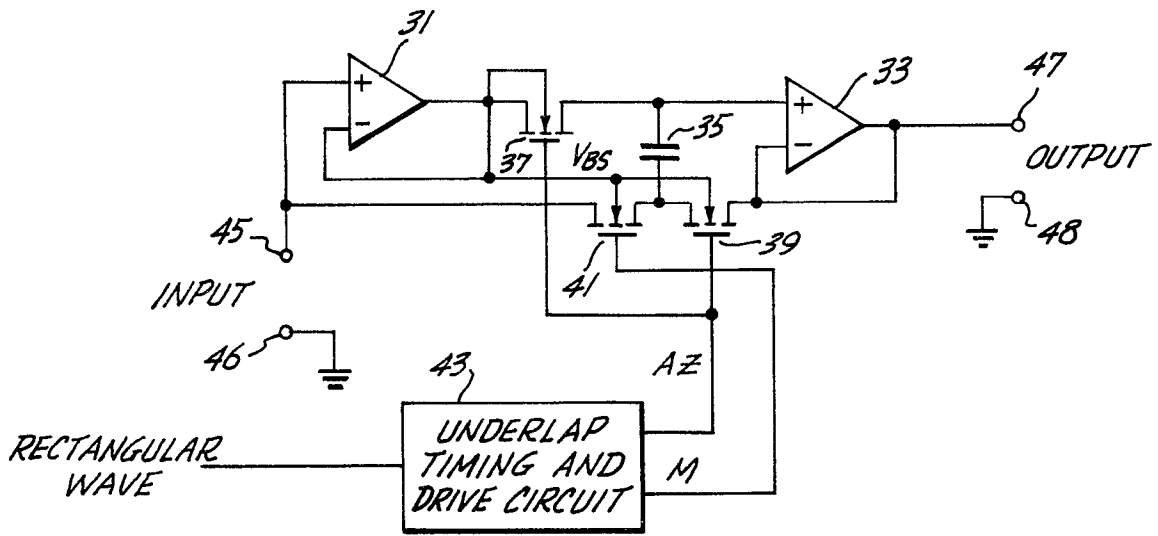 31
+
-
37
VBS
35
33
+
-
47
OUTPUT
48
45
INPUT
46
41
39
AZ
43
UNDERLAP
TIMING AND
DRIVE CIRCUIT
M
RECTANGULAR
WAVE